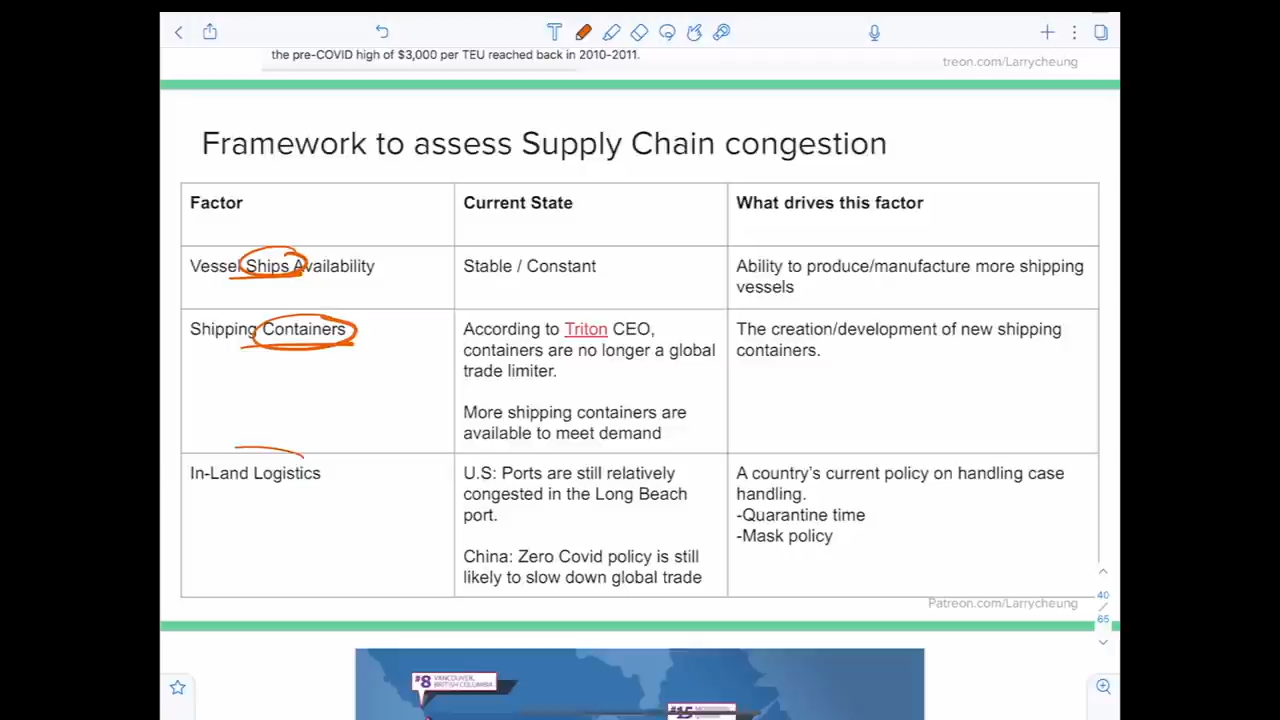 the pre-COVID high of $3,000 per TEU reached back in 2010-2011.
treon.com/Larrycheung
Framework to assess Supply Chain congestion
Factor
Current State
What drives this factor
Vessel Ships Availability
Stable / Constant
Ability to produce/manufacture more shipping
vessels
Shipping Containers
According to Triton CEO,
containers are no longer a global
trade limiter.
More shipping containers are
available to meet demand
The creation/development of new shipping
containers.
In-Land Logistics
U.S: Ports are still relatively
congested in the Long Beach
port.
China: Zero Covid policy is still
likely to slow down global trade
A country's current policy on handling case
handling.
-Quarantine time
-Mask policy
Patreon.com/Larrycheung
40
/
65
#8 VANCOUVER,
BRITISH COLUMBIA
#15